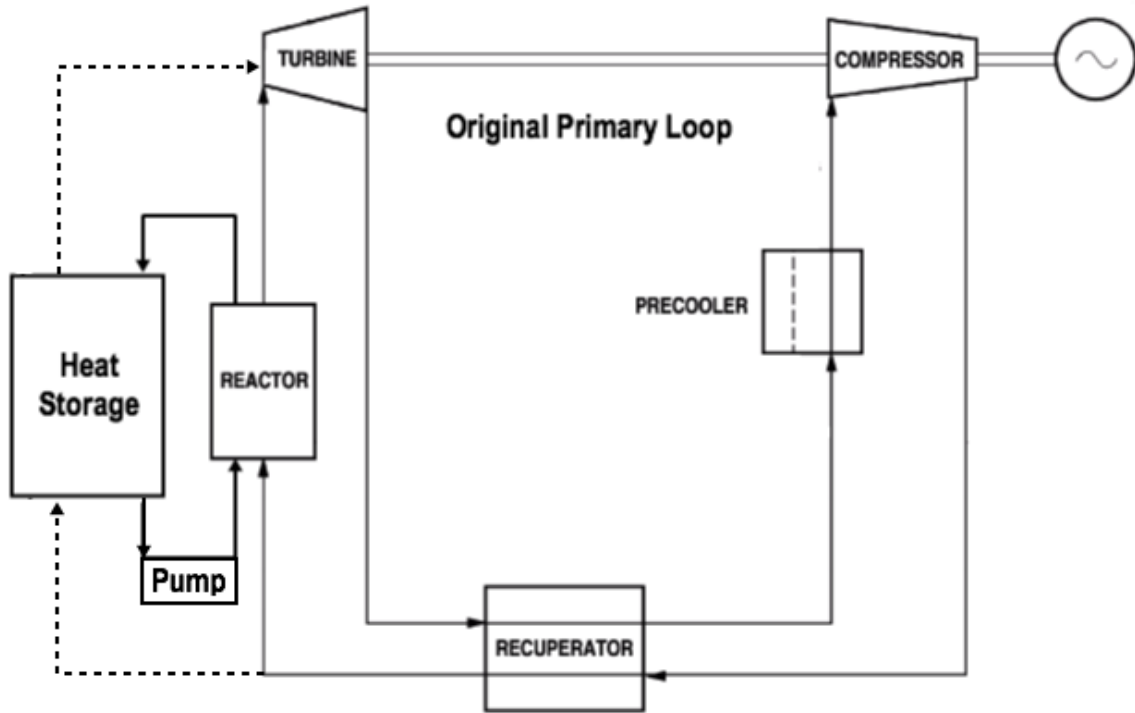 TURBINE
COMPRESSOR
Original Primary Loop
PRECOOLER
Heat
Storage
REACTOR
Pump
RECUPERATOR